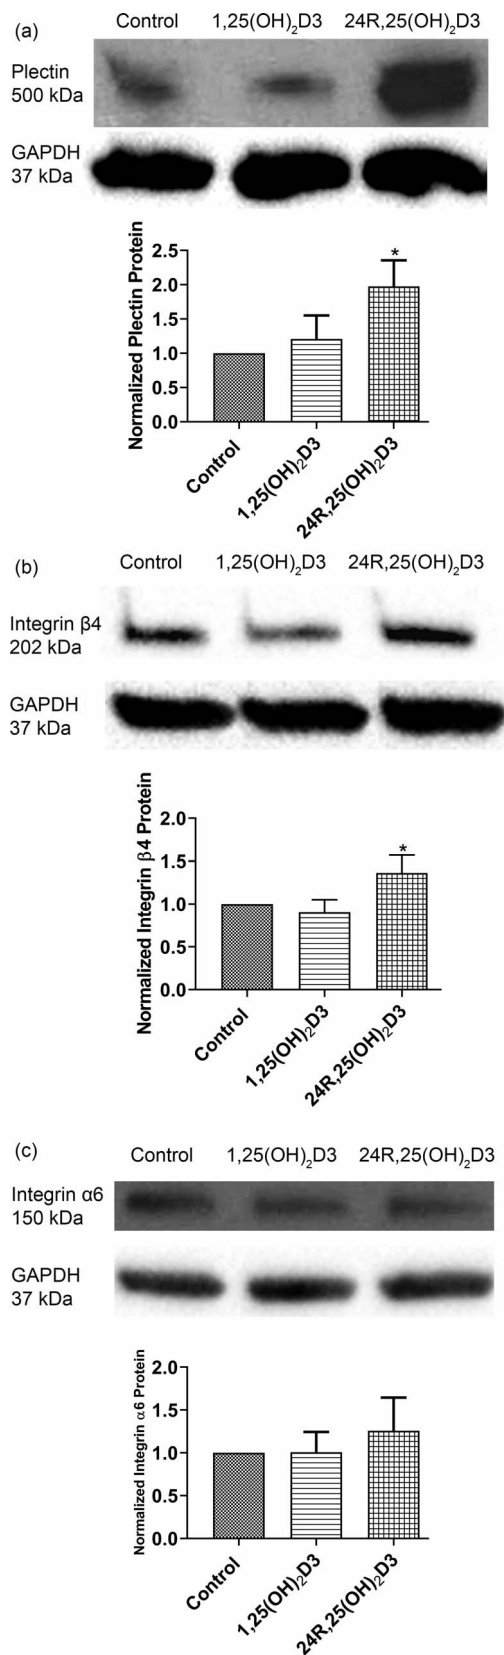 (a)
Control 1,25(OH)₂D3 24R,25(OH)₂D3
Plectin
500 kDa
GAPDH
37 kDa
Normalized Plectin Protein
2.5
2.0
1.5
1.0
0.5
0.0
*
Control
1,25(OH)₂D3
24R,25(OH)₂D3
(b)
Control 1,25(OH)₂D3 24R,25(OH)₂D3
Integrin β4
202 kDa
GAPDH
37 kDa
Normalized Integrin β4 Protein
2.0
1.5
1.0
0.5
0.0
*
Control
1,25(OH)₂D3
24R,25(OH)₂D3
(c)
Control 1,25(OH)₂D3 24R,25(OH)₂D3
Integrin α6
150 kDa
GAPDH
37 kDa
Normalized Integrin α6 Protein
2.0
1.5
1.0
0.5
0.0
Control
1,25(OH)₂D3
24R,25(OH)₂D3